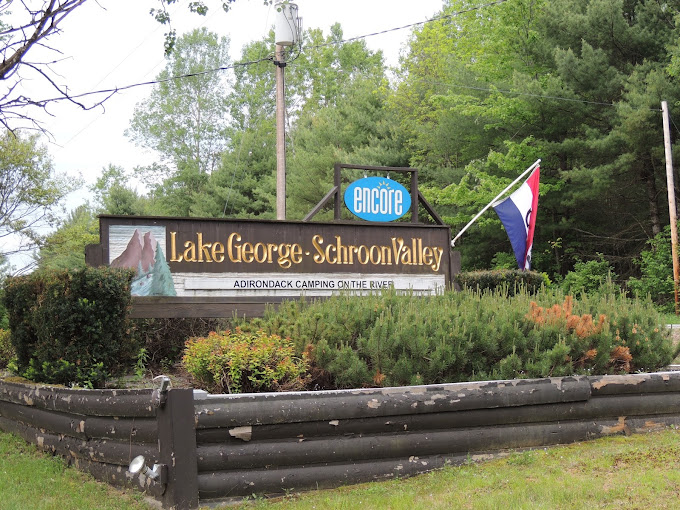 encore
Lake George - Schroon Valley
ADIRONDACK CAMPING ON THE RIVER